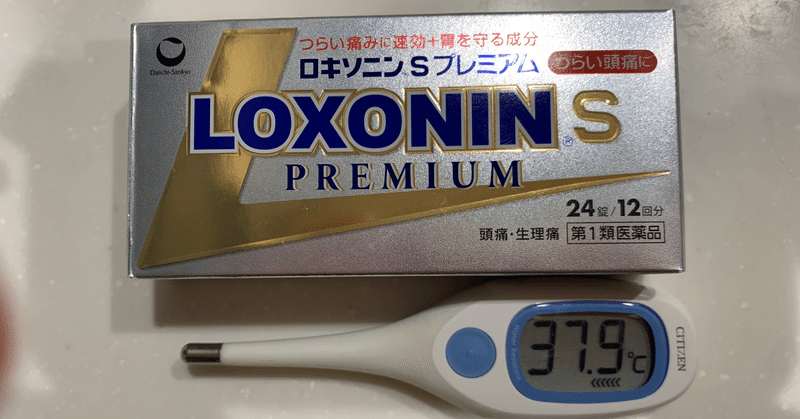 Daiichi-Sankyo
つらい痛みに速効+胃を守る成分
ロキソニンSプレミアム
つらい頭痛に
LOXONIN®S
PREMIUM
24錠/12回分
頭痛・生理痛 第1類医薬品
37.9℃
Water Resistant
CITIZEN